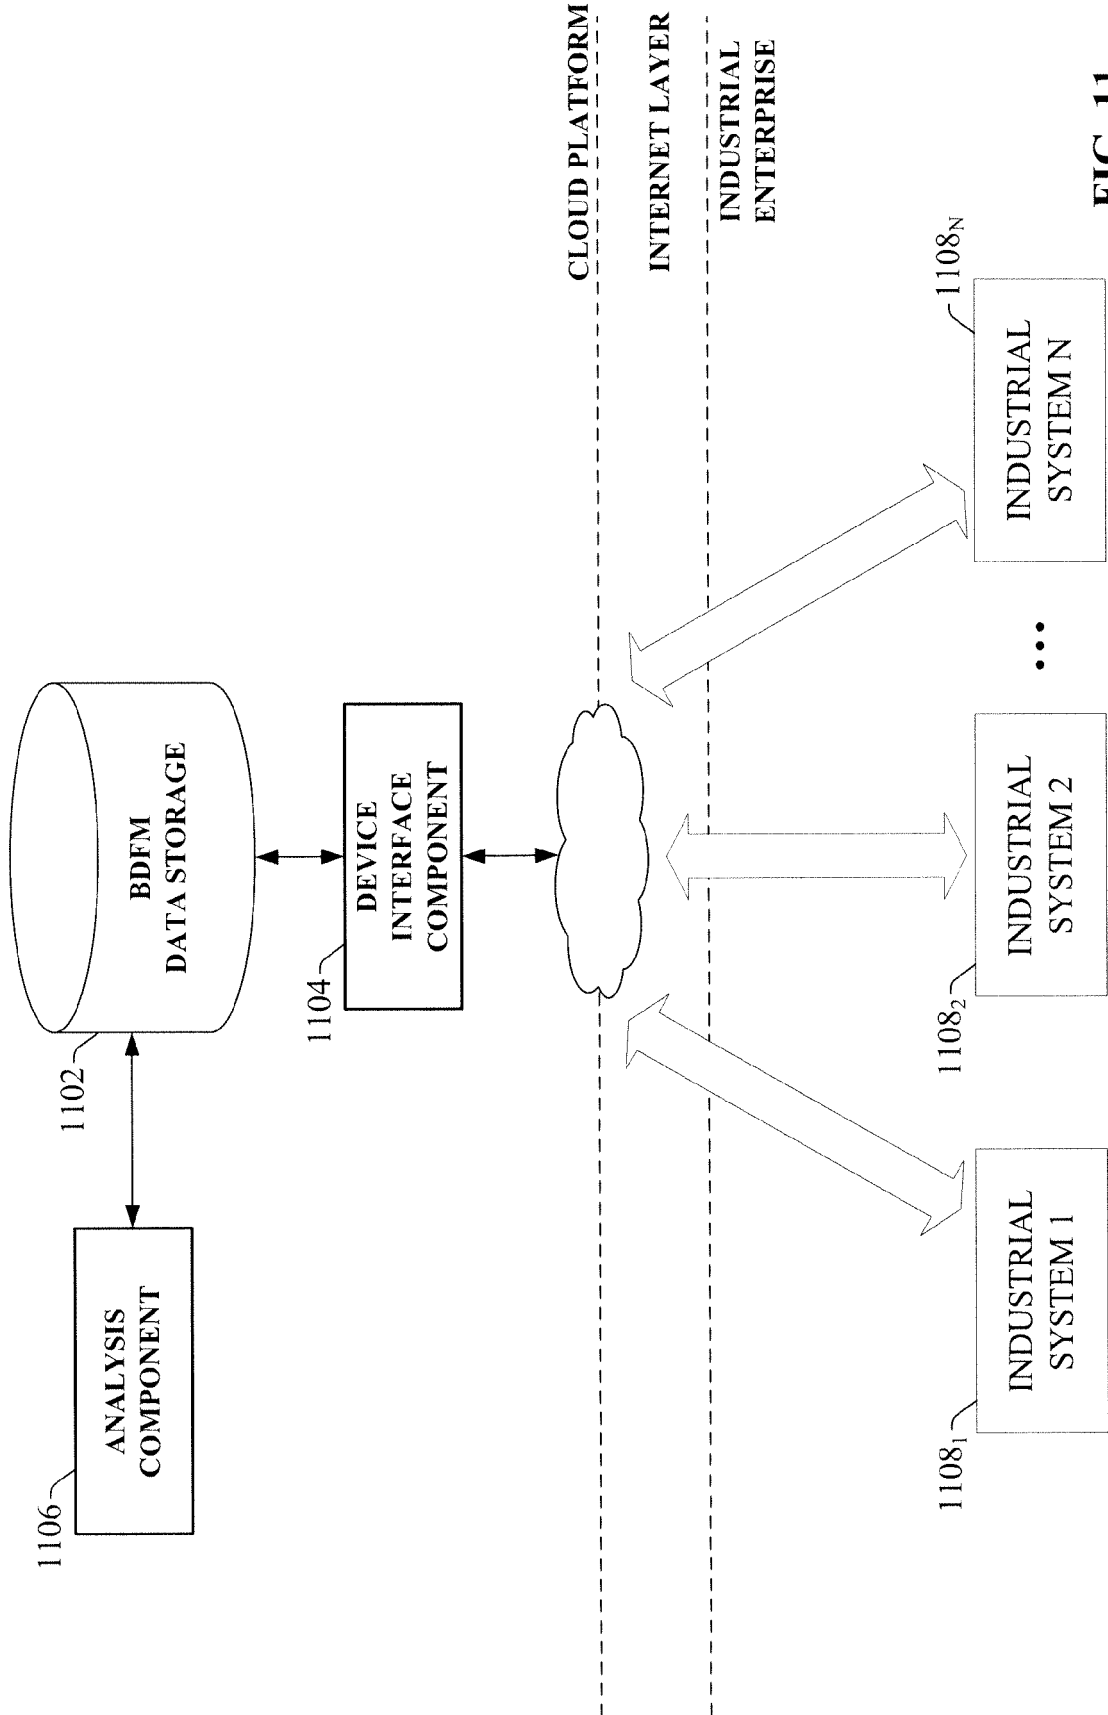 1106
ANALYSIS
COMPONENT
1102
BDFM
DATA STORAGE
1104
DEVICE
INTERFACE
COMPONENT
CLOUD PLATFORM
INTERNET LAYER
INDUSTRIAL
ENTERPRISE
1108₁
INDUSTRIAL
SYSTEM 1
1108₂
INDUSTRIAL
SYSTEM 2
...
1108N
INDUSTRIAL
SYSTEM N
FIG. 11